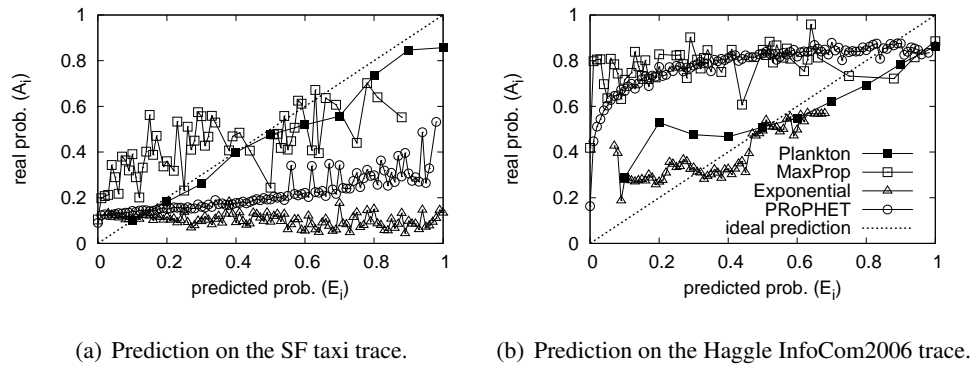 1
0.8
0.6
0.4
0.2
0
real prob. (A_i)
0 0.2 0.4 0.6 0.8 1
predicted prob. (E_i)
(a) Prediction on the SF taxi trace.
1
0.8
0.6
0.4
0.2
0
real prob. (A_i)
Plankton
MaxProp
Exponential
PRoPHET
ideal prediction
0 0.2 0.4 0.6 0.8 1
predicted prob. (E_i)
(b) Prediction on the Haggle InfoCom2006 trace.